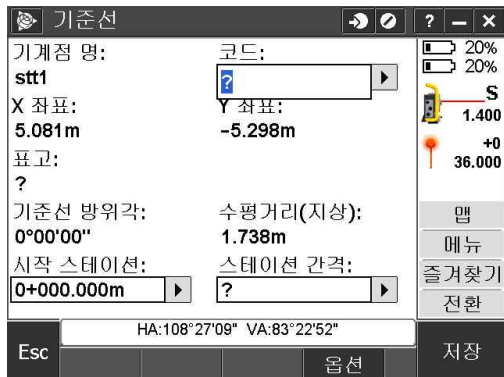 기준선
? – x
기계점 명:
코드:
stt1
?
X 좌표:
Y 좌표:
5.081m
-5.298m
표고:
?
기준선 방위각:
수평거리(지상):
0°00'00"
1.738m
시작 스테이션:
스테이션 간격:
0+000.000m
?
20%
20%
S
1.400
+0
36.000
맵
메뉴
즐겨찾기
전환
HA:108°27'09" VA:83°22'52"
Esc
옵션
저장